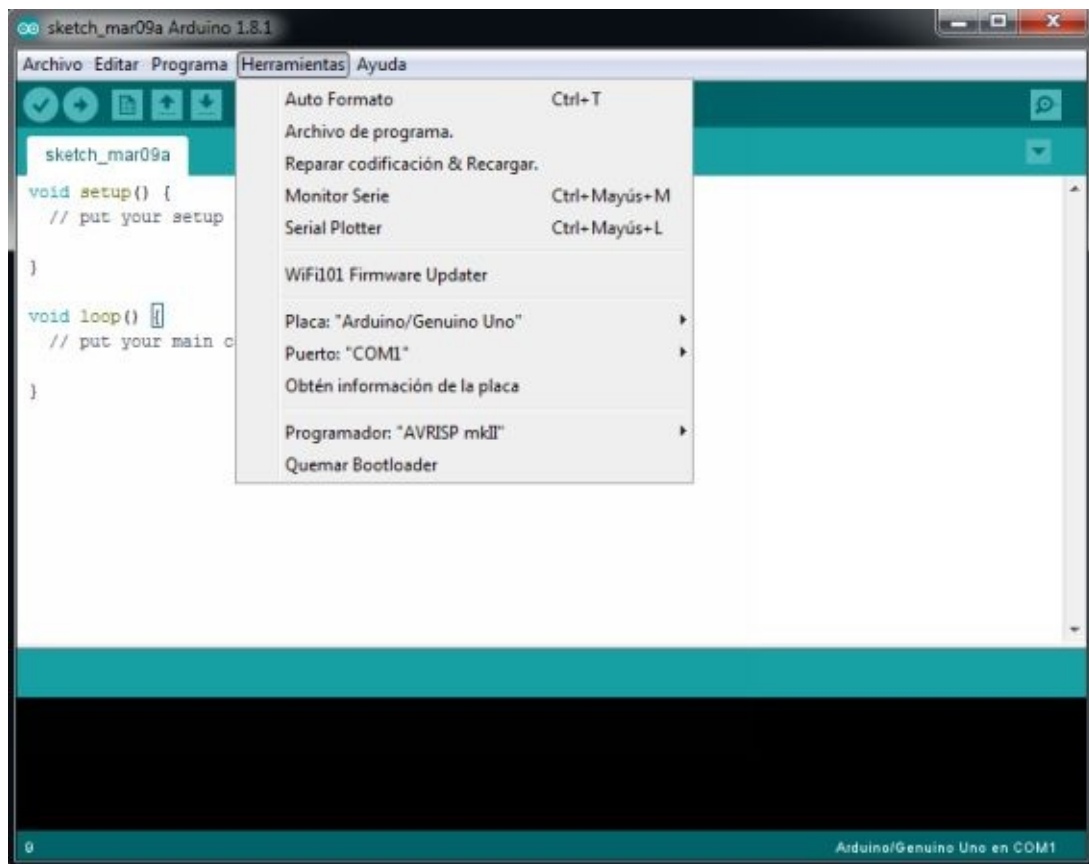 sketch_mar09a Arduino 1.8.1
Archivo Editar Programa Herramientas Ayuda
sketch_mar09a
void setup() {
// put your setup
}
void loop() {
// put your main c
}
Auto Formato Ctrl+T
Archivo de programa.
Reparar codificación & Recargar.
Monitor Serie Ctrl+Mayús+M
Serial Plotter Ctrl+Mayús+L
WiFi101 Firmware Updater
Placa: "Arduino/Genuino Uno"
Puerto: "COM1"
Obtén información de la placa
Programador: "AVRISP mkII"
Quemar Bootloader
9 Arduino/Genuino Uno en COM1